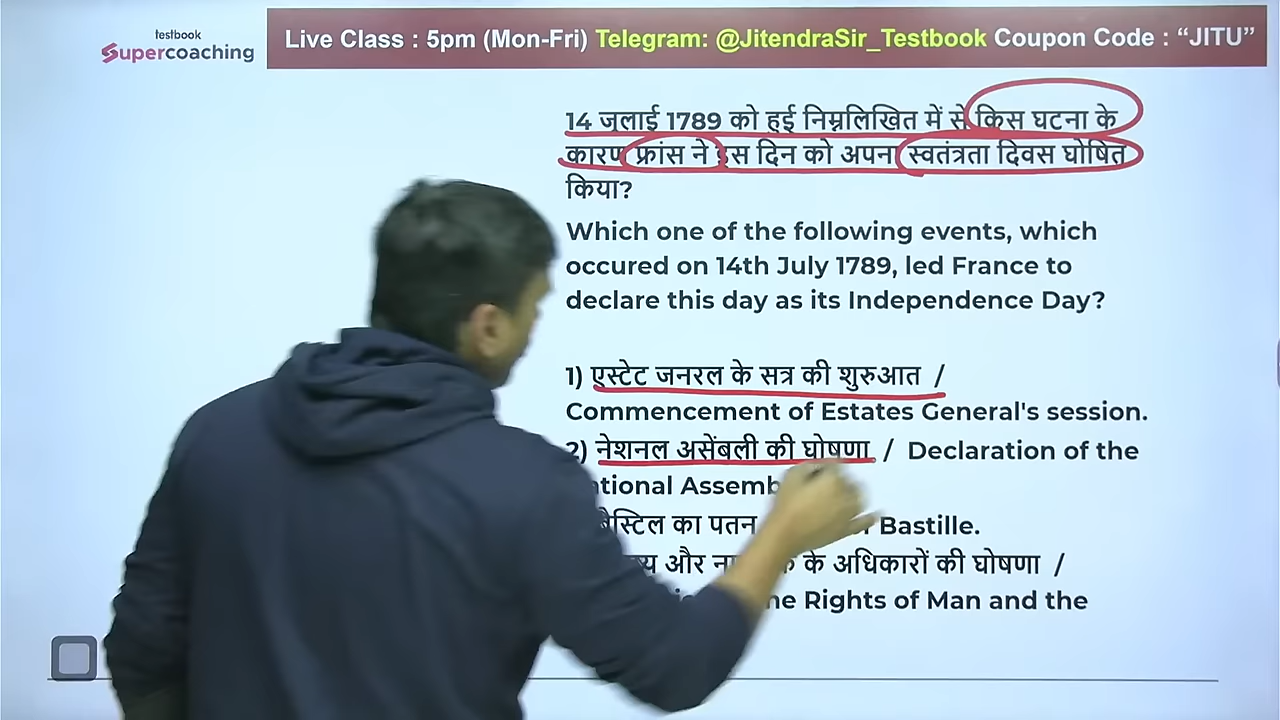 testbook
Supercoaching
Live Class : 5pm (Mon-Fri) Telegram: @JitendraSir_Testbook Coupon Code : “JITU”
14 जुलाई 1789 को हुई निम्नलिखित में से किस घटना के
कारण फ्रांस ने इस दिन को अपना स्वतंत्रता दिवस घोषित
किया?
Which one of the following events, which
occured on 14th July 1789, led France to
declare this day as its Independence Day?
1) एस्टेट जनरल के सत्र की शुरुआत /
Commencement of Estates General's session.
2) नेशनल असेंबली की घोषणा / Declaration of the
का पतन Bastille.
और के अधिकारों की घोषणा /
Rights of Man and the